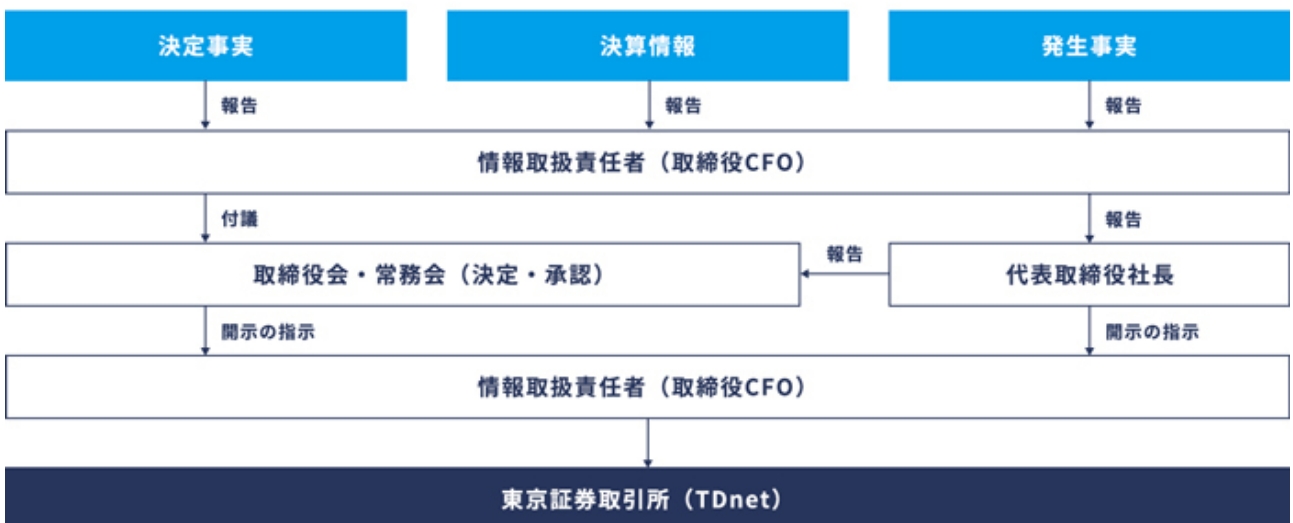 決定事実
決算情報
発生事実
報告
報告
報告
情報取扱責任者（取締役CFO）
付議
報告
取締役会・常務会（決定・承認）
報告
代表取締役社長
開示の指示
開示の指示
情報取扱責任者（取締役CFO）
東京証券取引所（TDnet）